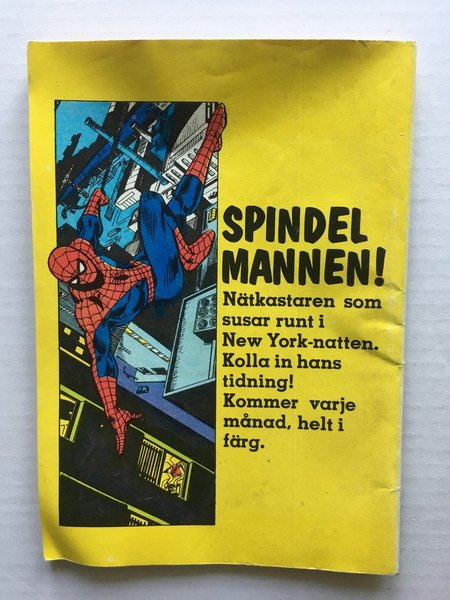 SPINDEL
MANNEN!
Nätkastaren som
susar runt i
New York-natten.
Kolla in hans
tidning!
Kommer varje
månad, helt i
färg.